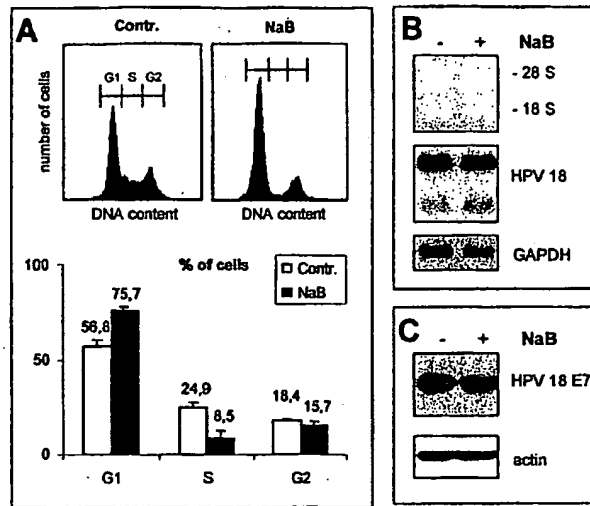 A
Contr.
NaB
number of cells
G1 S G2
DNA content
DNA content
% of cells
Contr.
NaB
100
50
0
56,8
75,7
24,9
8,5
18,4
15,7
G1
S
G2
B
- + NaB
- 28 S
- 18 S
HPV 18
GAPDH
C
- + NaB
HPV 18 E7
actin